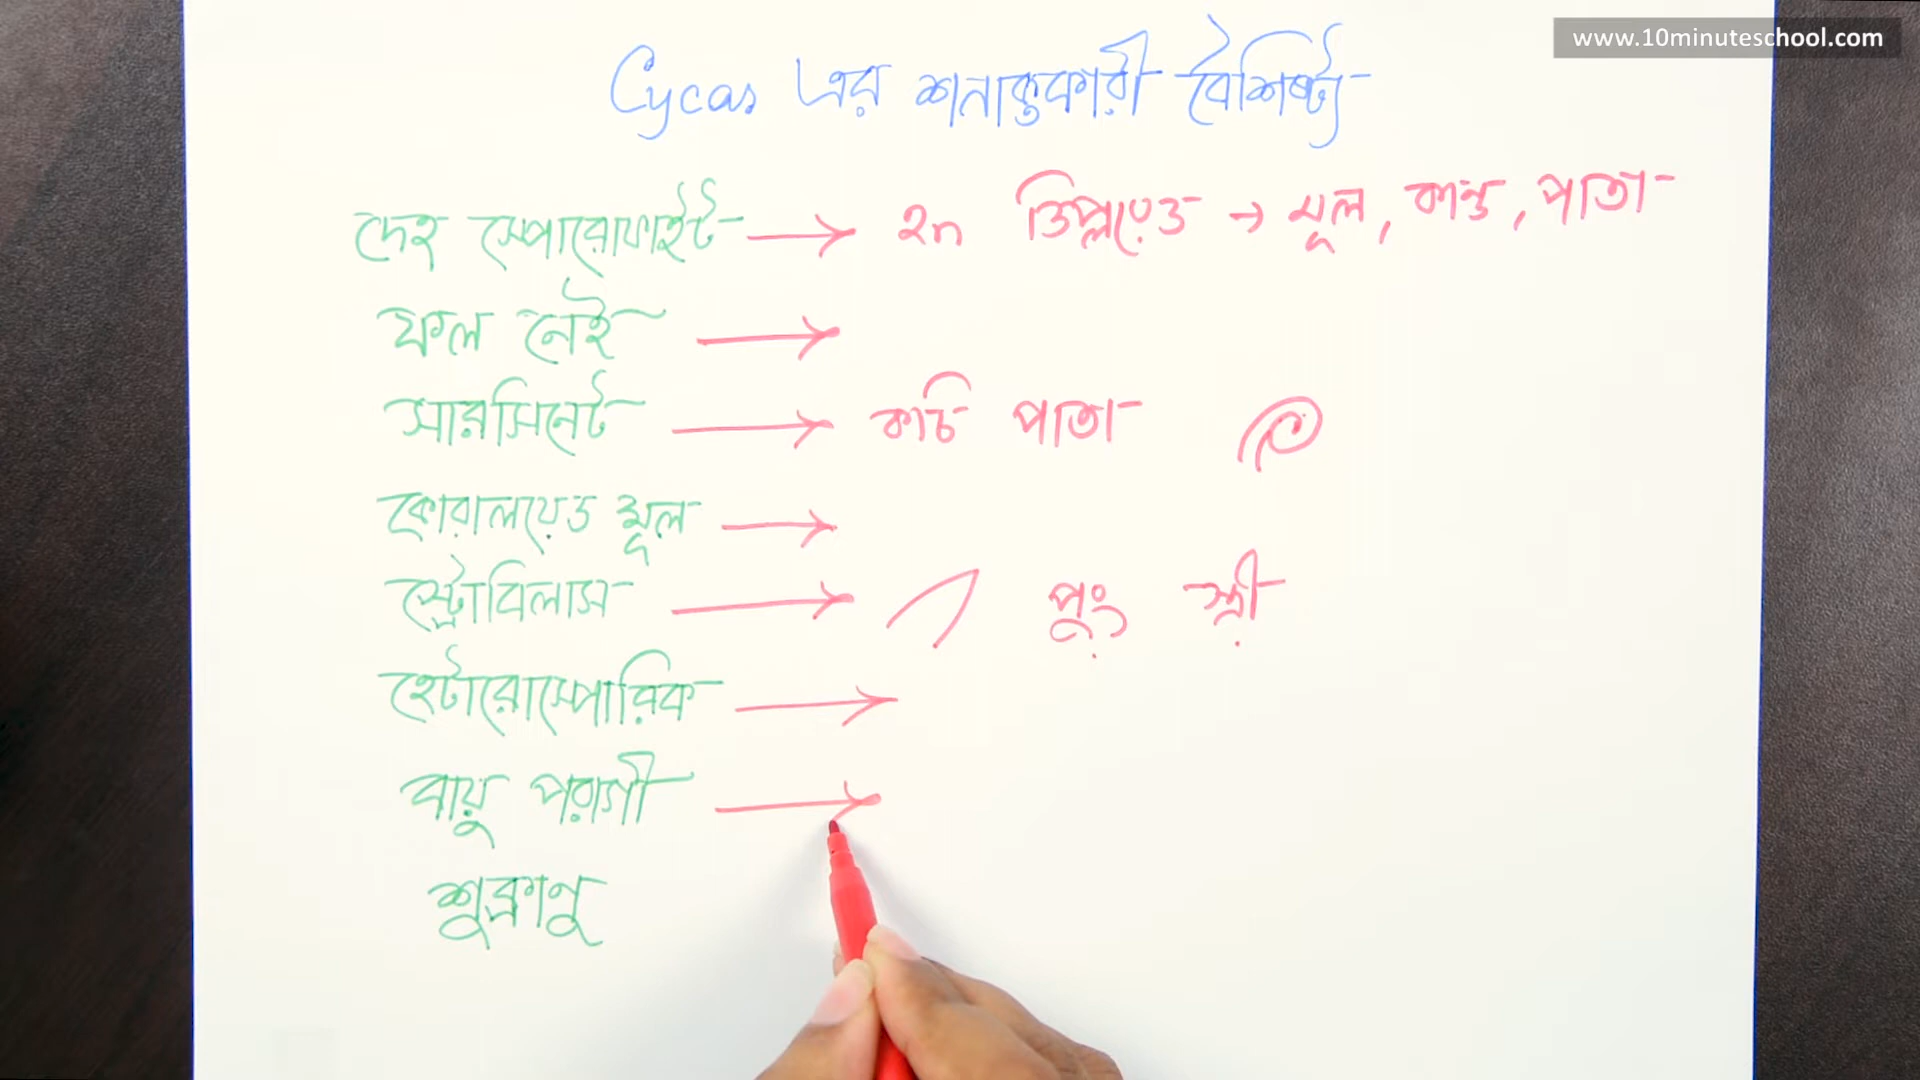 www.10minuteschool.com
Cycas এর শনাক্তকারী বৈশিষ্ট্য
দেহ স্পোরোফাইট → 2n ডিপ্লয়েড → মূল, কান্ড, পাতা
ফল নেই →
সারসিনেট → কচি পাতা
কোরালয়েড মূল →
স্ট্রোবিলাস → পুং স্ত্রী
হেটারোস্পোরিক →
বায়ু পরাগী →
শুক্রানু